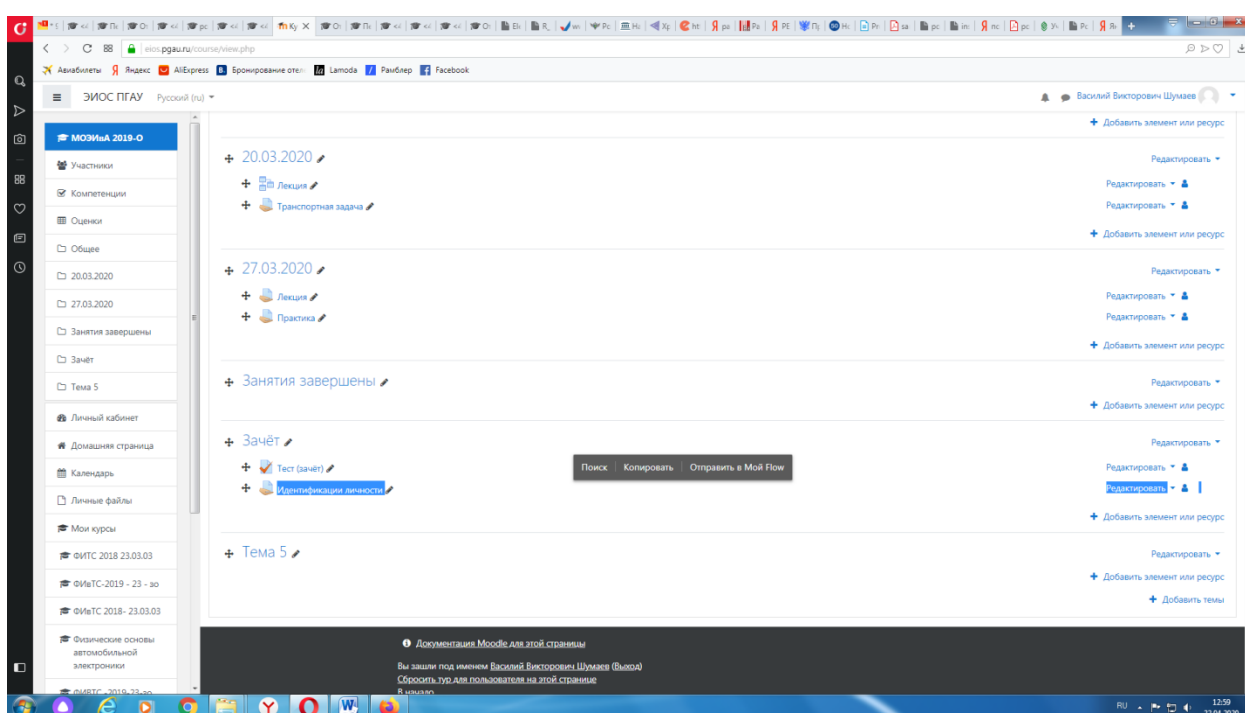 eios.pgau.ru/course/view.php
Авиабилеты Яндекс AliExpress Бронирование отел Lamoda Рамблер Facebook
ЭИОС ПГАУ Русский (ru) Василий Викторович Шумаев
Добавить элемент или ресурс
МОЭИвА 2019-О
Участники
Компетенции
Оценки
Общее
20.03.2020
27.03.2020
Занятия завершены
Зачёт
Тема 5
Личный кабинет
Домашняя страница
Календарь
Личные файлы
Мои курсы
ФИТС 2018 23.03.03
ФИвТС-2019 - 23 - зо
ФИвТС 2018- 23.03.03
Физические основы
автомобильной
электроники
20.03.2020 Редактировать
Лекция Редактировать
Транспортная задача Редактировать
Добавить элемент или ресурс
27.03.2020 Редактировать
Лекция Редактировать
Практика Редактировать
Добавить элемент или ресурс
Занятия завершены Редактировать
Добавить элемент или ресурс
Зачёт Редактировать
Поиск Копировать Отправить в Мой Flow
Тест (зачёт) Редактировать
Идентификации личности Редактировать
Добавить элемент или ресурс
Тема 5 Редактировать
Добавить элемент или ресурс
Добавить темы
Документация Moodle для этой страницы
Вы зашли под именем Василий Викторович Шумаев (Выход)
Сбросить тур для пользователя на этой странице
В начало
RU 12:59
22.04.2020